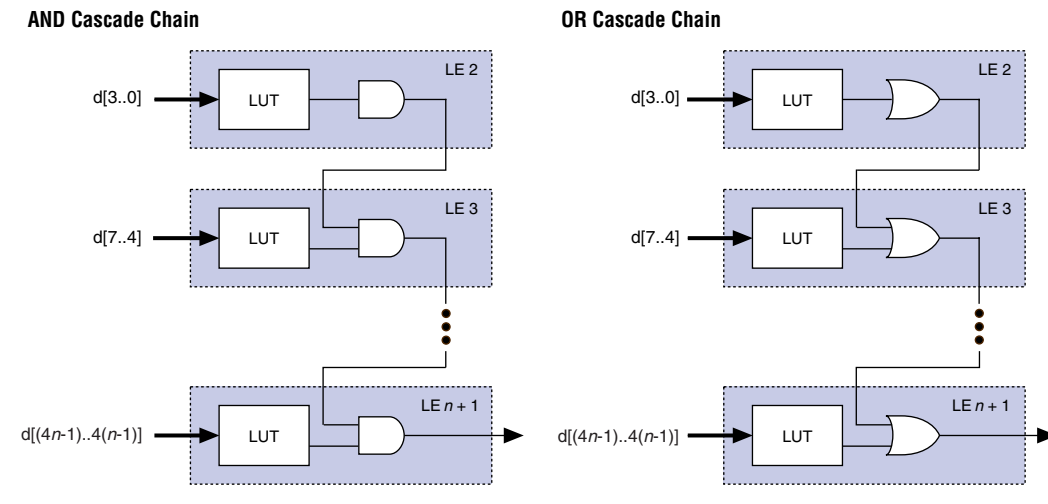 AND Cascade Chain
LE 2
d[3..0]
LUT
LE 3
d[7..4]
LUT
LE n + 1
d[(4n-1)..4(n-1)]
LUT
OR Cascade Chain
LE 2
d[3..0]
LUT
LE 3
d[7..4]
LUT
LE n + 1
d[(4n-1)..4(n-1)]
LUT